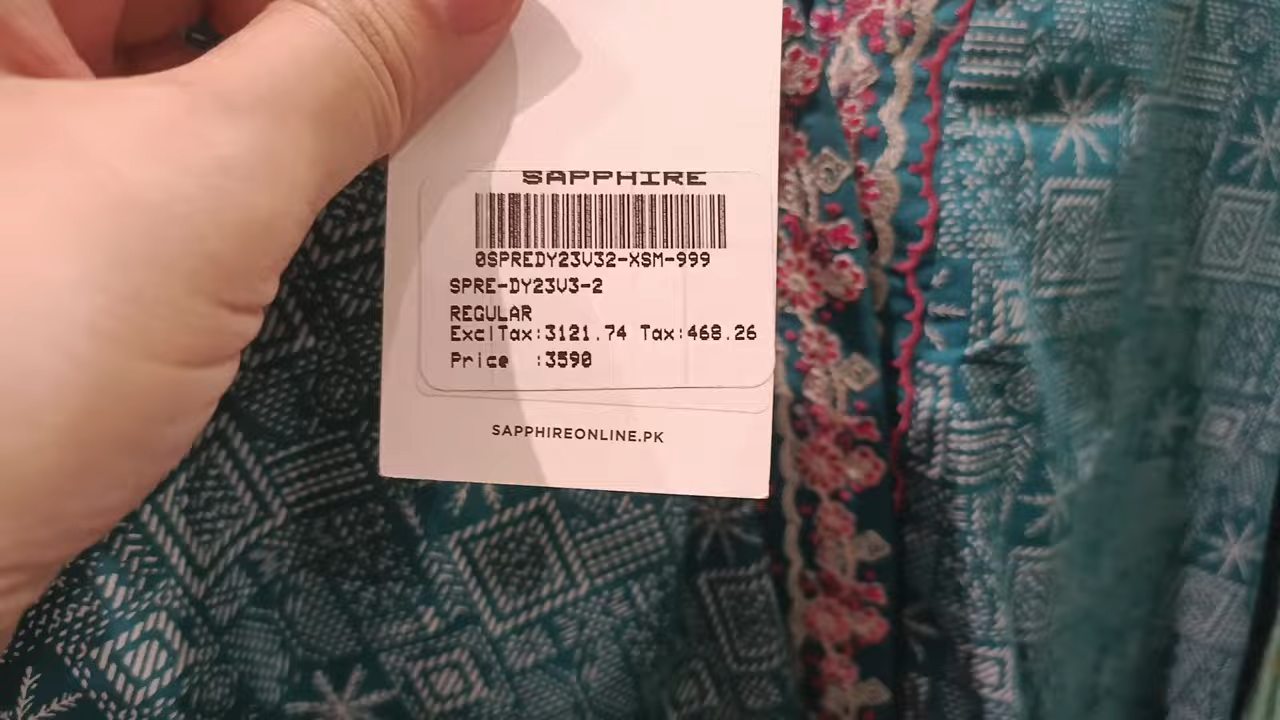 SAPPHIRE
0SPREDY23V32-XSM-999
SPRE-DY23V3-2
REGULAR
ExclTax:3121.74 Tax:468.26
Price :3590
SAPPHIREONLINE.PK